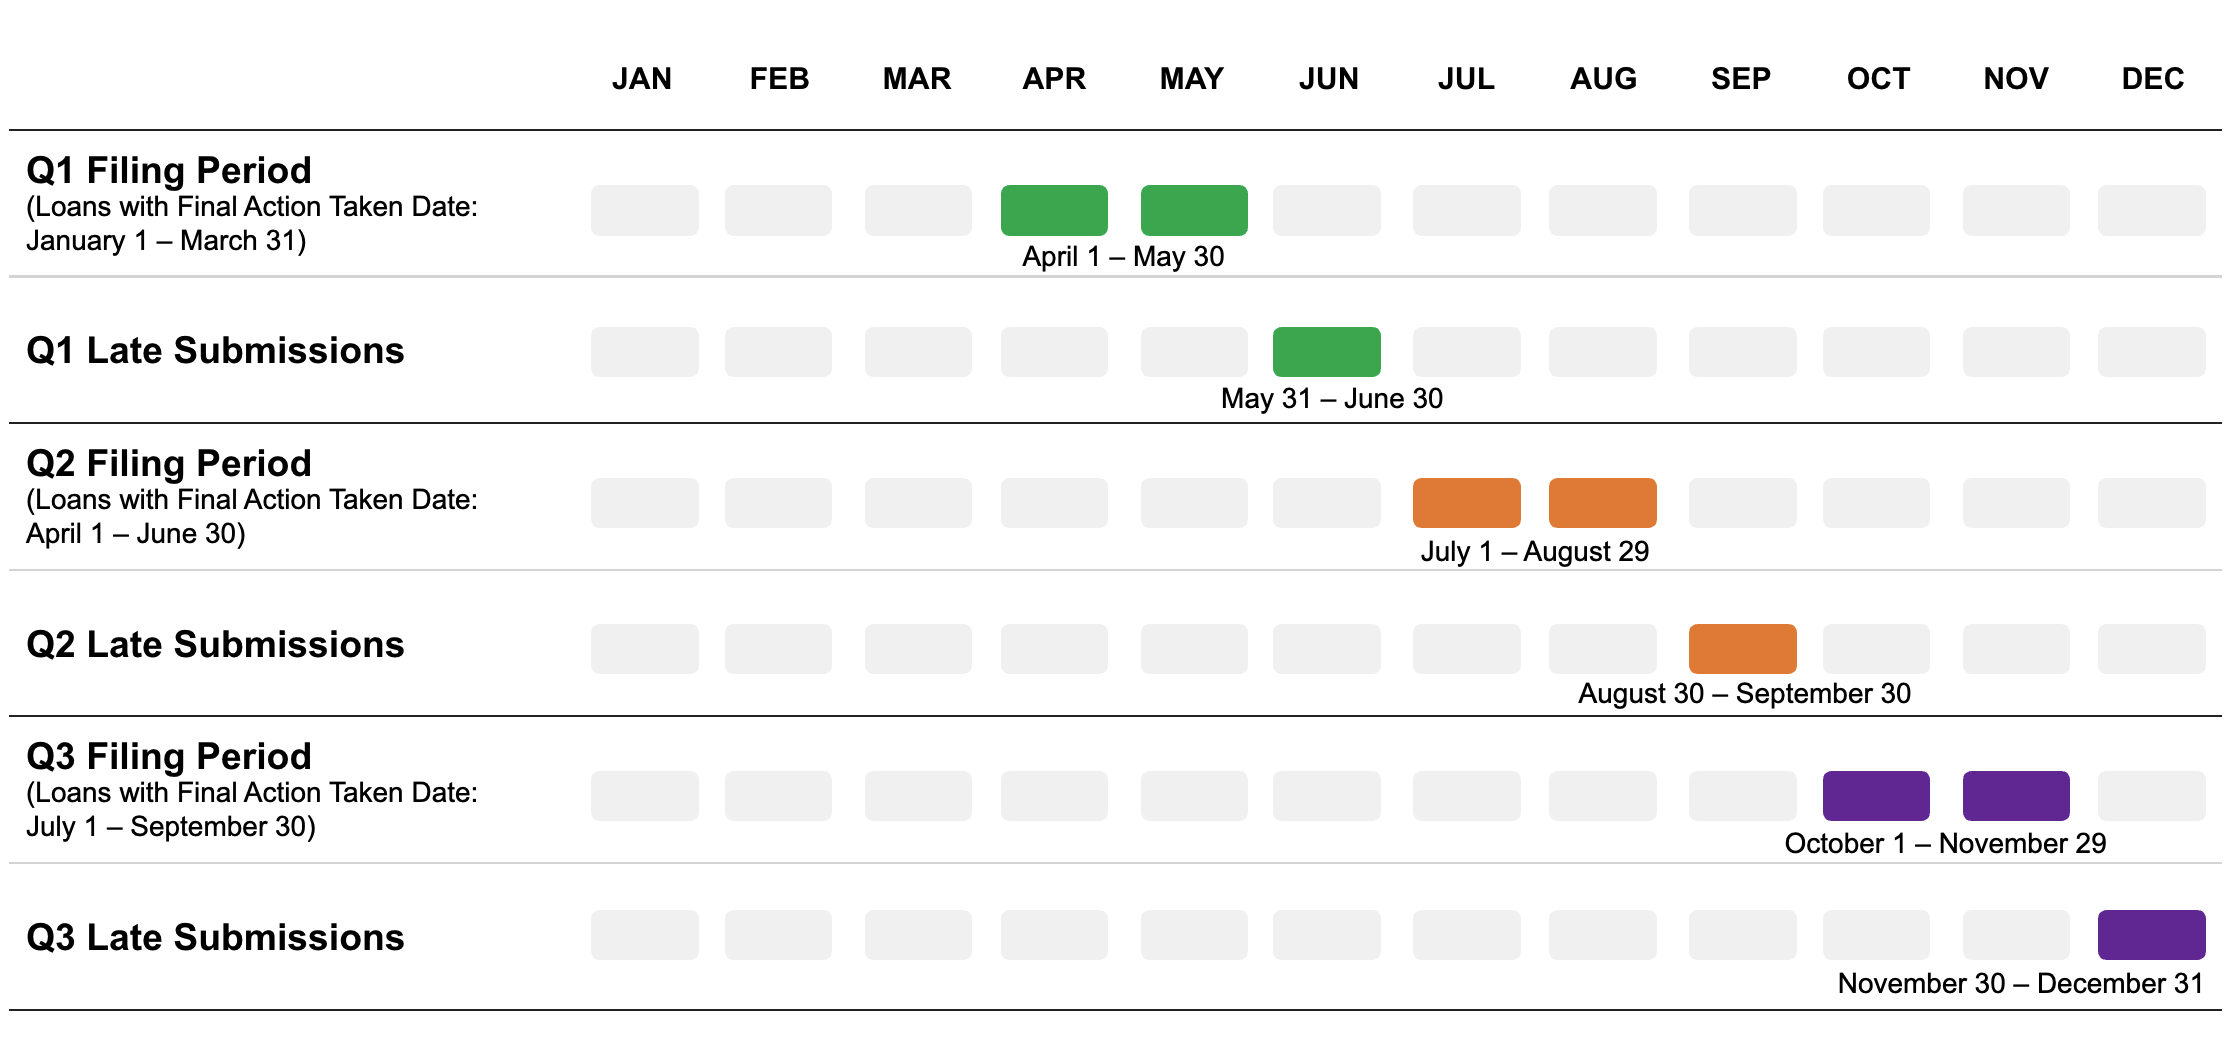 JAN FEB MAR APR MAY JUN JUL AUG SEP OCT NOV DEC
Q1 Filing Period
(Loans with Final Action Taken Date:
January 1 – March 31)
April 1 – May 30
Q1 Late Submissions
May 31 – June 30
Q2 Filing Period
(Loans with Final Action Taken Date:
April 1 – June 30)
July 1 – August 29
Q2 Late Submissions
August 30 – September 30
Q3 Filing Period
(Loans with Final Action Taken Date:
July 1 – September 30)
October 1 – November 29
Q3 Late Submissions
November 30 – December 31